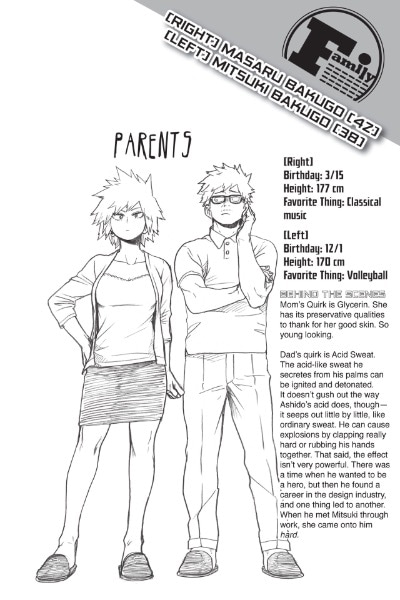 Family
[RIGHT] MASARU BAKUGO [42]
[LEFT] MITSUKI BAKUGO [38]
PARENTS
[Right]
Birthday: 3/15
Height: 177 cm
Favorite Thing: Classical
music
[Left]
Birthday: 12/1
Height: 170 cm
Favorite Thing: Volleyball
BEHIND THE SCENES
Mom's Quirk is Glycerin. She
has its preservative qualities
to thank for her good skin. So
young looking.
Dad's quirk is Acid Sweat.
The acid-like sweat he
secretes from his palms can
be ignited and detonated.
It doesn't gush out the way
Ashido's acid does, though—
it seeps out little by little, like
ordinary sweat. He can cause
explosions by clapping really
hard or rubbing his hands
together. That said, the effect
isn't very powerful. There was
a time when he wanted to be
a hero, but then he found a
career in the design industry,
and one thing led to another.
When he met Mitsuki through
work, she came onto him
hard.